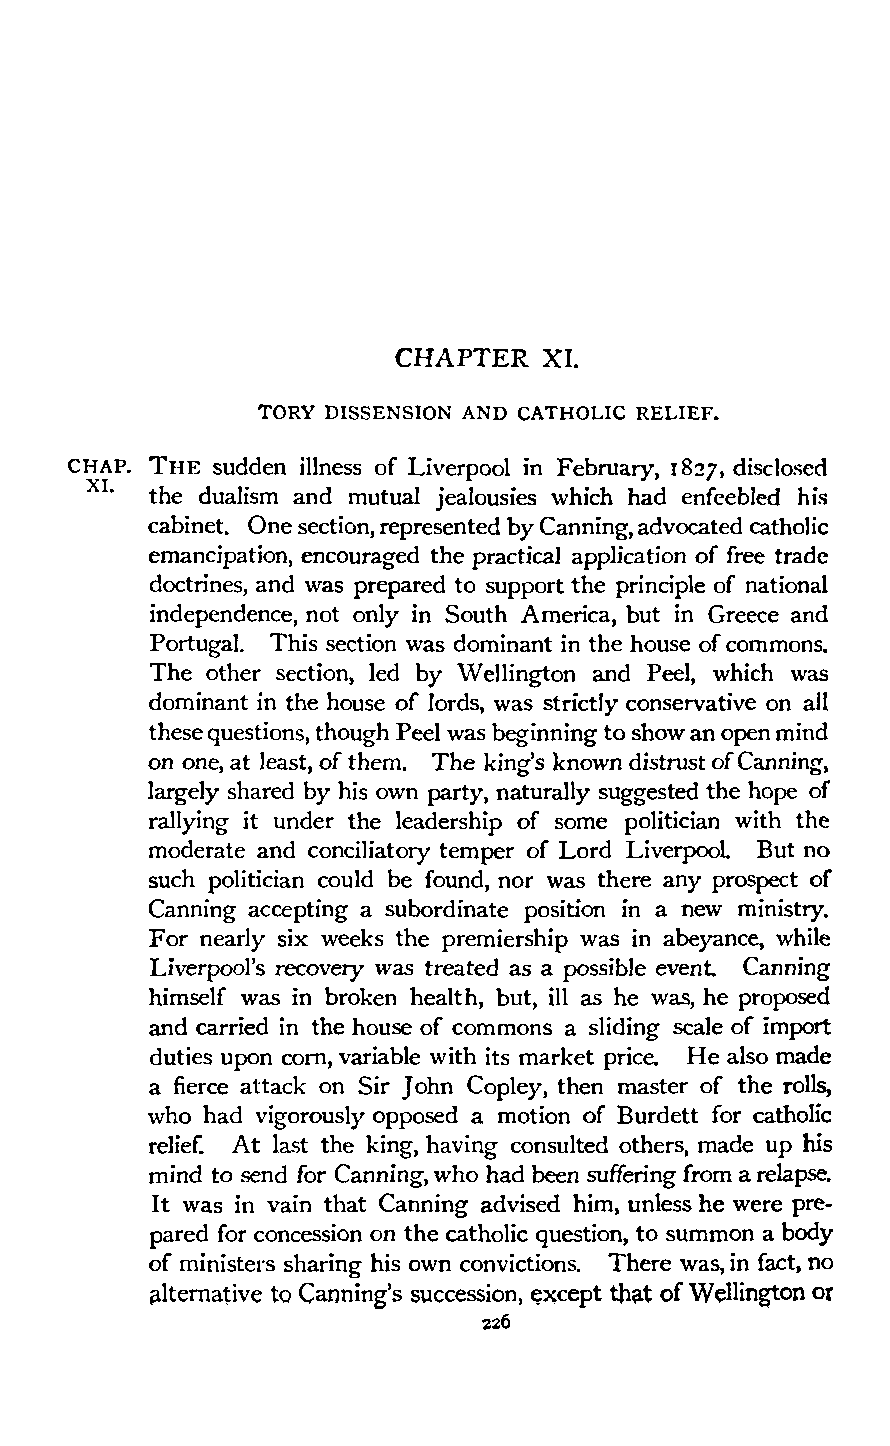 CHAPTER XI.
TORY DISSENSION AND CATHOLIC RELIEF.
CHAP. XI.
THE sudden illness of Liverpool in February, 1827, disclosed
the dualism and mutual jealousies which had enfeebled his
cabinet. One section, represented by Canning, advocated catholic
emancipation, encouraged the practical application of free trade
doctrines, and was prepared to support the principle of national
independence, not only in South America, but in Greece and
Portugal. This section was dominant in the house of commons.
The other section, led by Wellington and Peel, which was
dominant in the house of lords, was strictly conservative on all
these questions, though Peel was beginning to show an open mind
on one, at least, of them. The king's known distrust of Canning,
largely shared by his own party, naturally suggested the hope of
rallying it under the leadership of some politician with the
moderate and conciliatory temper of Lord Liverpool. But no
such politician could be found, nor was there any prospect of
Canning accepting a subordinate position in a new ministry.
For nearly six weeks the premiership was in abeyance, while
Liverpool's recovery was treated as a possible event. Canning
himself was in broken health, but, ill as he was, he proposed
and carried in the house of commons a sliding scale of import
duties upon corn, variable with its market price. He also made
a fierce attack on Sir John Copley, then master of the rolls,
who had vigorously opposed a motion of Burdett for catholic
relief. At last the king, having consulted others, made up his
mind to send for Canning, who had been suffering from a relapse.
It was in vain that Canning advised him, unless he were pre-
pared for concession on the catholic question, to summon a body
of ministers sharing his own convictions. There was, in fact, no
alternative to Canning's succession, except that of Wellington or
226